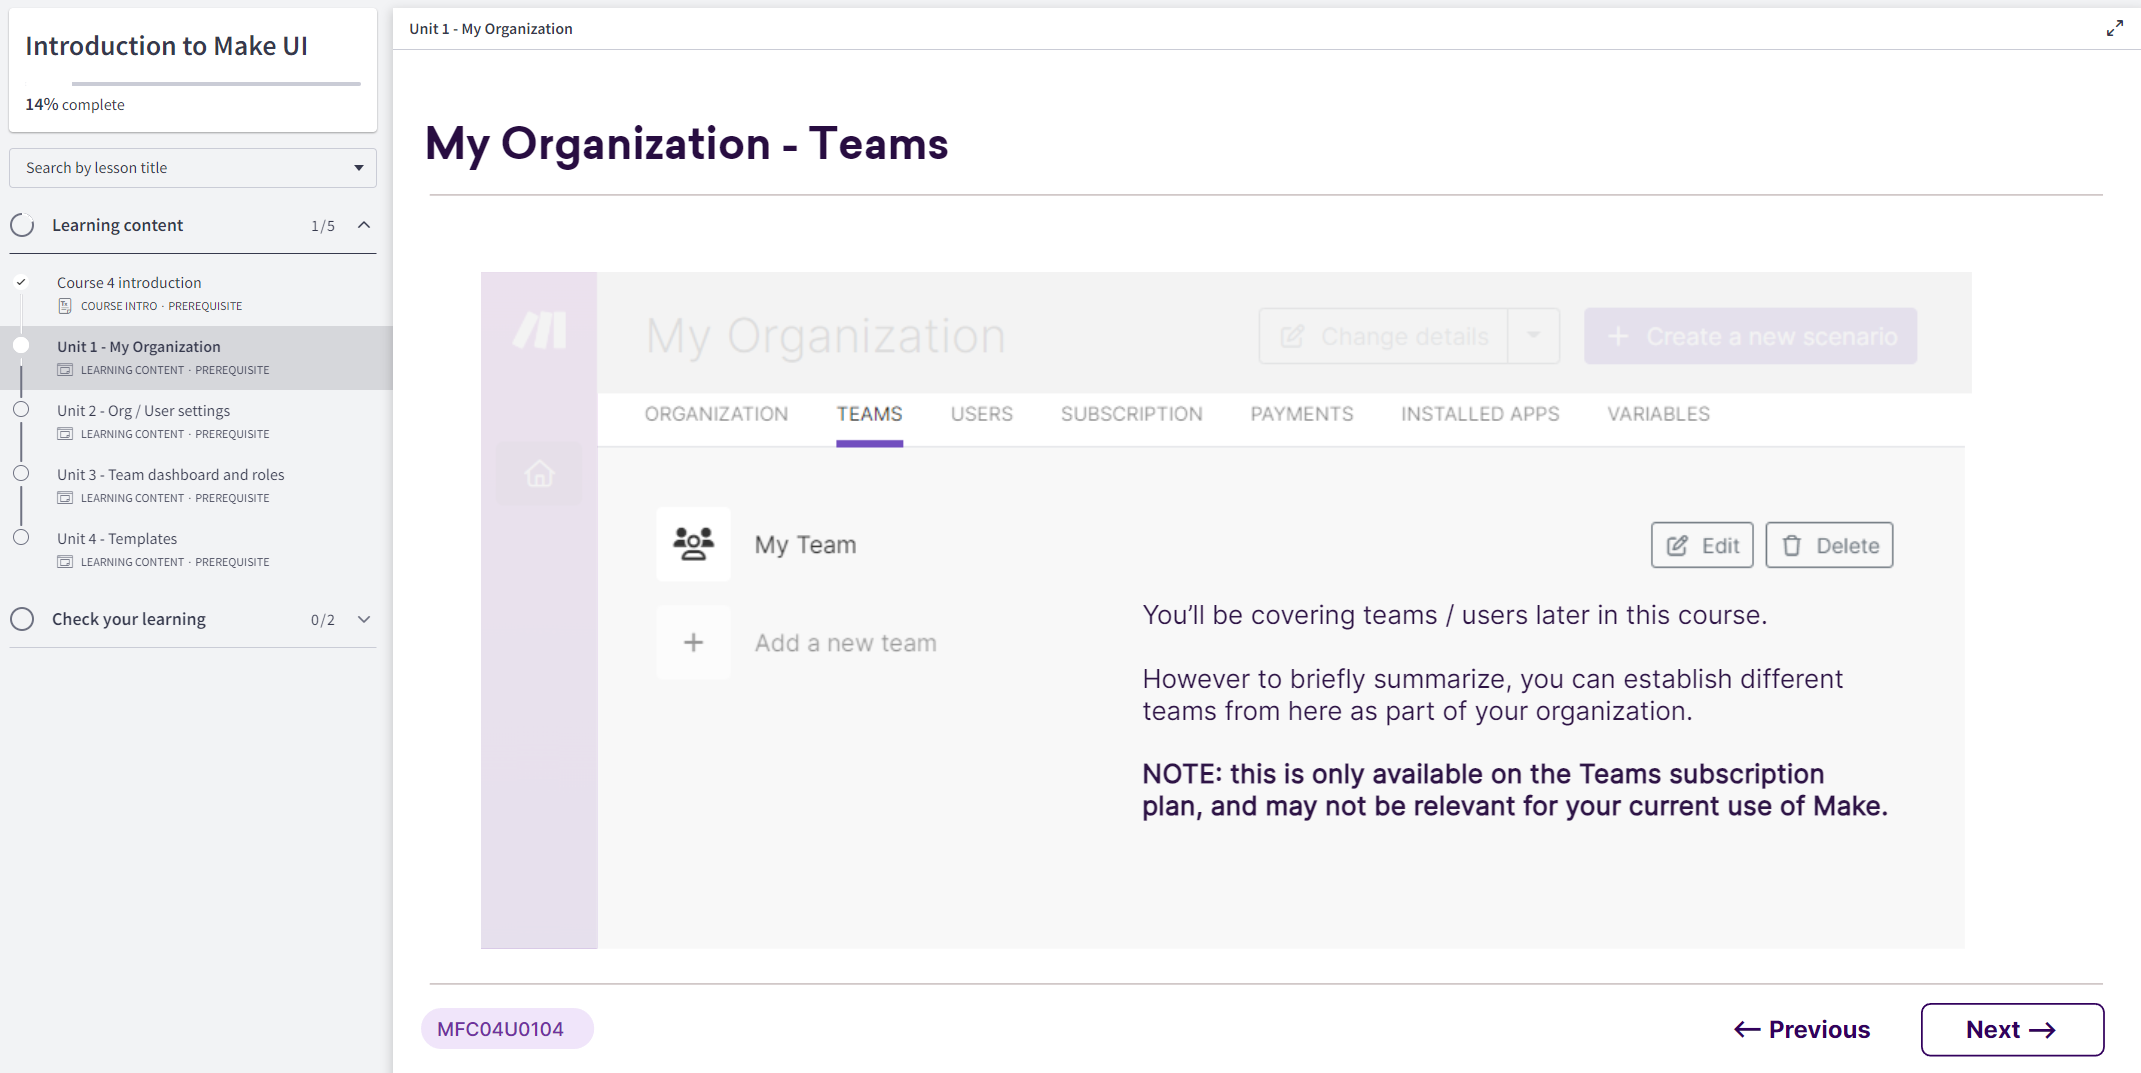 Introduction to Make UI
14% complete
Search by lesson title
Learning content 1/5
Course 4 introduction
COURSE INTRO · PREREQUISITE
Unit 1 - My Organization
LEARNING CONTENT · PREREQUISITE
Unit 2 - Org / User settings
LEARNING CONTENT · PREREQUISITE
Unit 3 - Team dashboard and roles
LEARNING CONTENT · PREREQUISITE
Unit 4 - Templates
LEARNING CONTENT · PREREQUISITE
Check your learning 0/2
Unit 1 - My Organization
My Organization - Teams
My Organization
Change details
+ Create a new scenario
ORGANIZATION TEAMS USERS SUBSCRIPTION PAYMENTS INSTALLED APPS VARIABLES
My Team
Edit
Delete
+ Add a new team
You’ll be covering teams / users later in this course.
However to briefly summarize, you can establish different
teams from here as part of your organization.
NOTE: this is only available on the Teams subscription
plan, and may not be relevant for your current use of Make.
MFC04U0104
← Previous
Next →